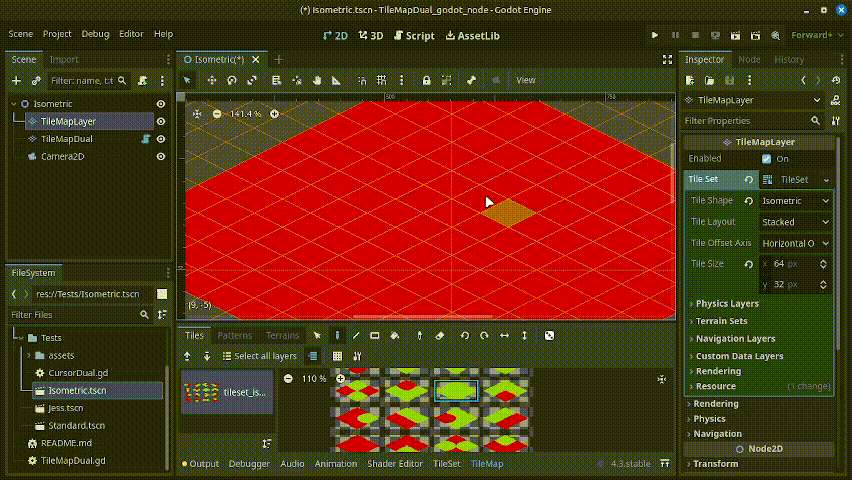 (*) Isometric.tscn - TileMapDual_godot_node - Godot Engine
Scene Project Debug Editor Help
2D 3D Script AssetLib
Forward+
Scene Import
Filter: name, t:t
Isometric
TileMapLayer
TileMapDual
Camera2D
FileSystem
res://Tests/Isometric.tscn
Filter Files
Tests
assets
CursorDual.gd
Isometric.tscn
Jess.tscn
Standard.tscn
README.md
TileMapDual.gd
Isometric(*)
View
500 750
141.4 %
(9, -5)
Tiles Patterns Terrains
Select all layers
tileset_is...
110 %
Output Debugger Audio Animation Shader Editor TileSet TileMap
4.3.stable
Inspector Node History
TileMapLayer
Filter Properties
TileMapLayer
Enabled On
Tile Set TileSet
Tile Shape Isometric
Tile Layout Stacked
Tile Offset Axis Horizontal O
Tile Size x 64 px
y 32 px
Physics Layers
Terrain Sets
Navigation Layers
Custom Data Layers
Rendering
Resource (1 change)
Rendering
Physics
Navigation
Node2D
Transform